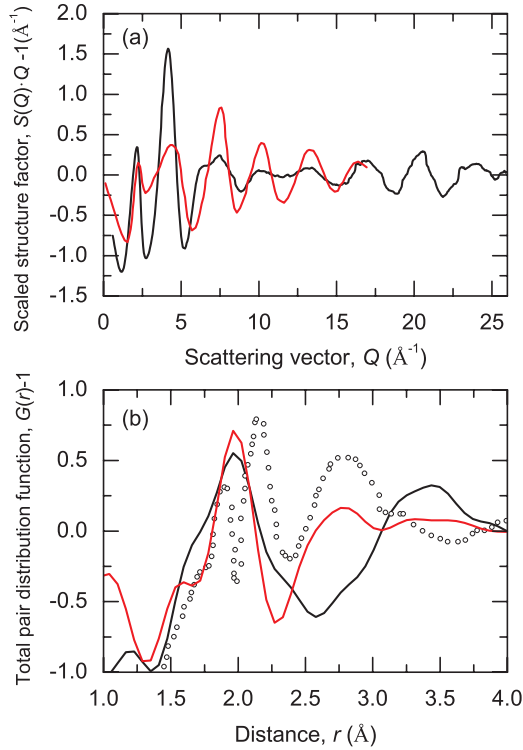 (a)
Scaled structure factor, S(Q)·Q -1(Å⁻¹)
2.0
1.5
1.0
0.5
0.0
-0.5
-1.0
-1.5
0 5 10 15 20 25
Scattering vector, Q (Å⁻¹)
(b)
Total pair distribution function, G(r)-1
1.0
0.5
0.0
-0.5
-1.0
1.0 1.5 2.0 2.5 3.0 3.5 4.0
Distance, r (Å)